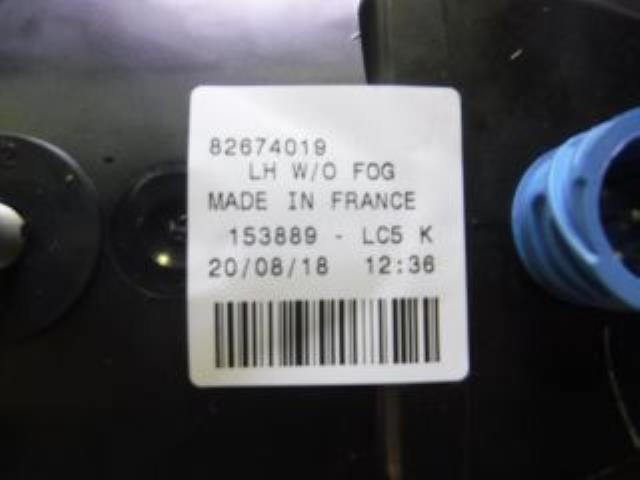 82674019
LH W/O FOG
MADE IN FRANCE
153889 - LC5 K
20/08/18 12:36